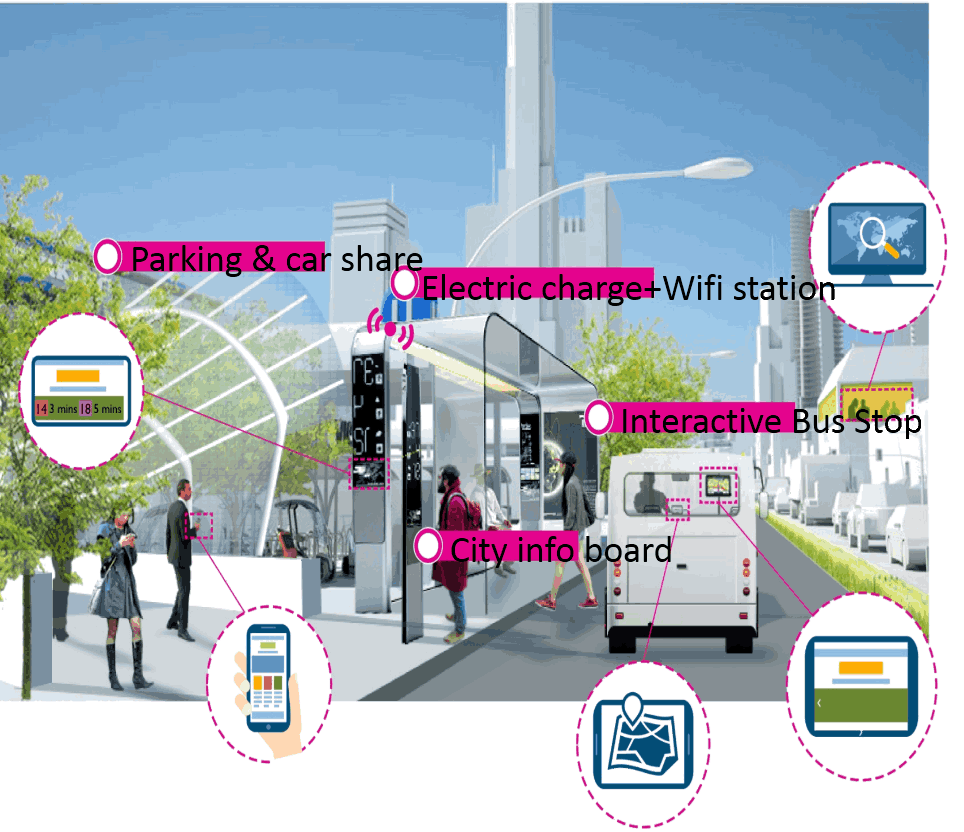 Parking & car share
Electric charge+Wifi station
14 3 mins 18 5 mins
Interactive Bus Stop
City info board